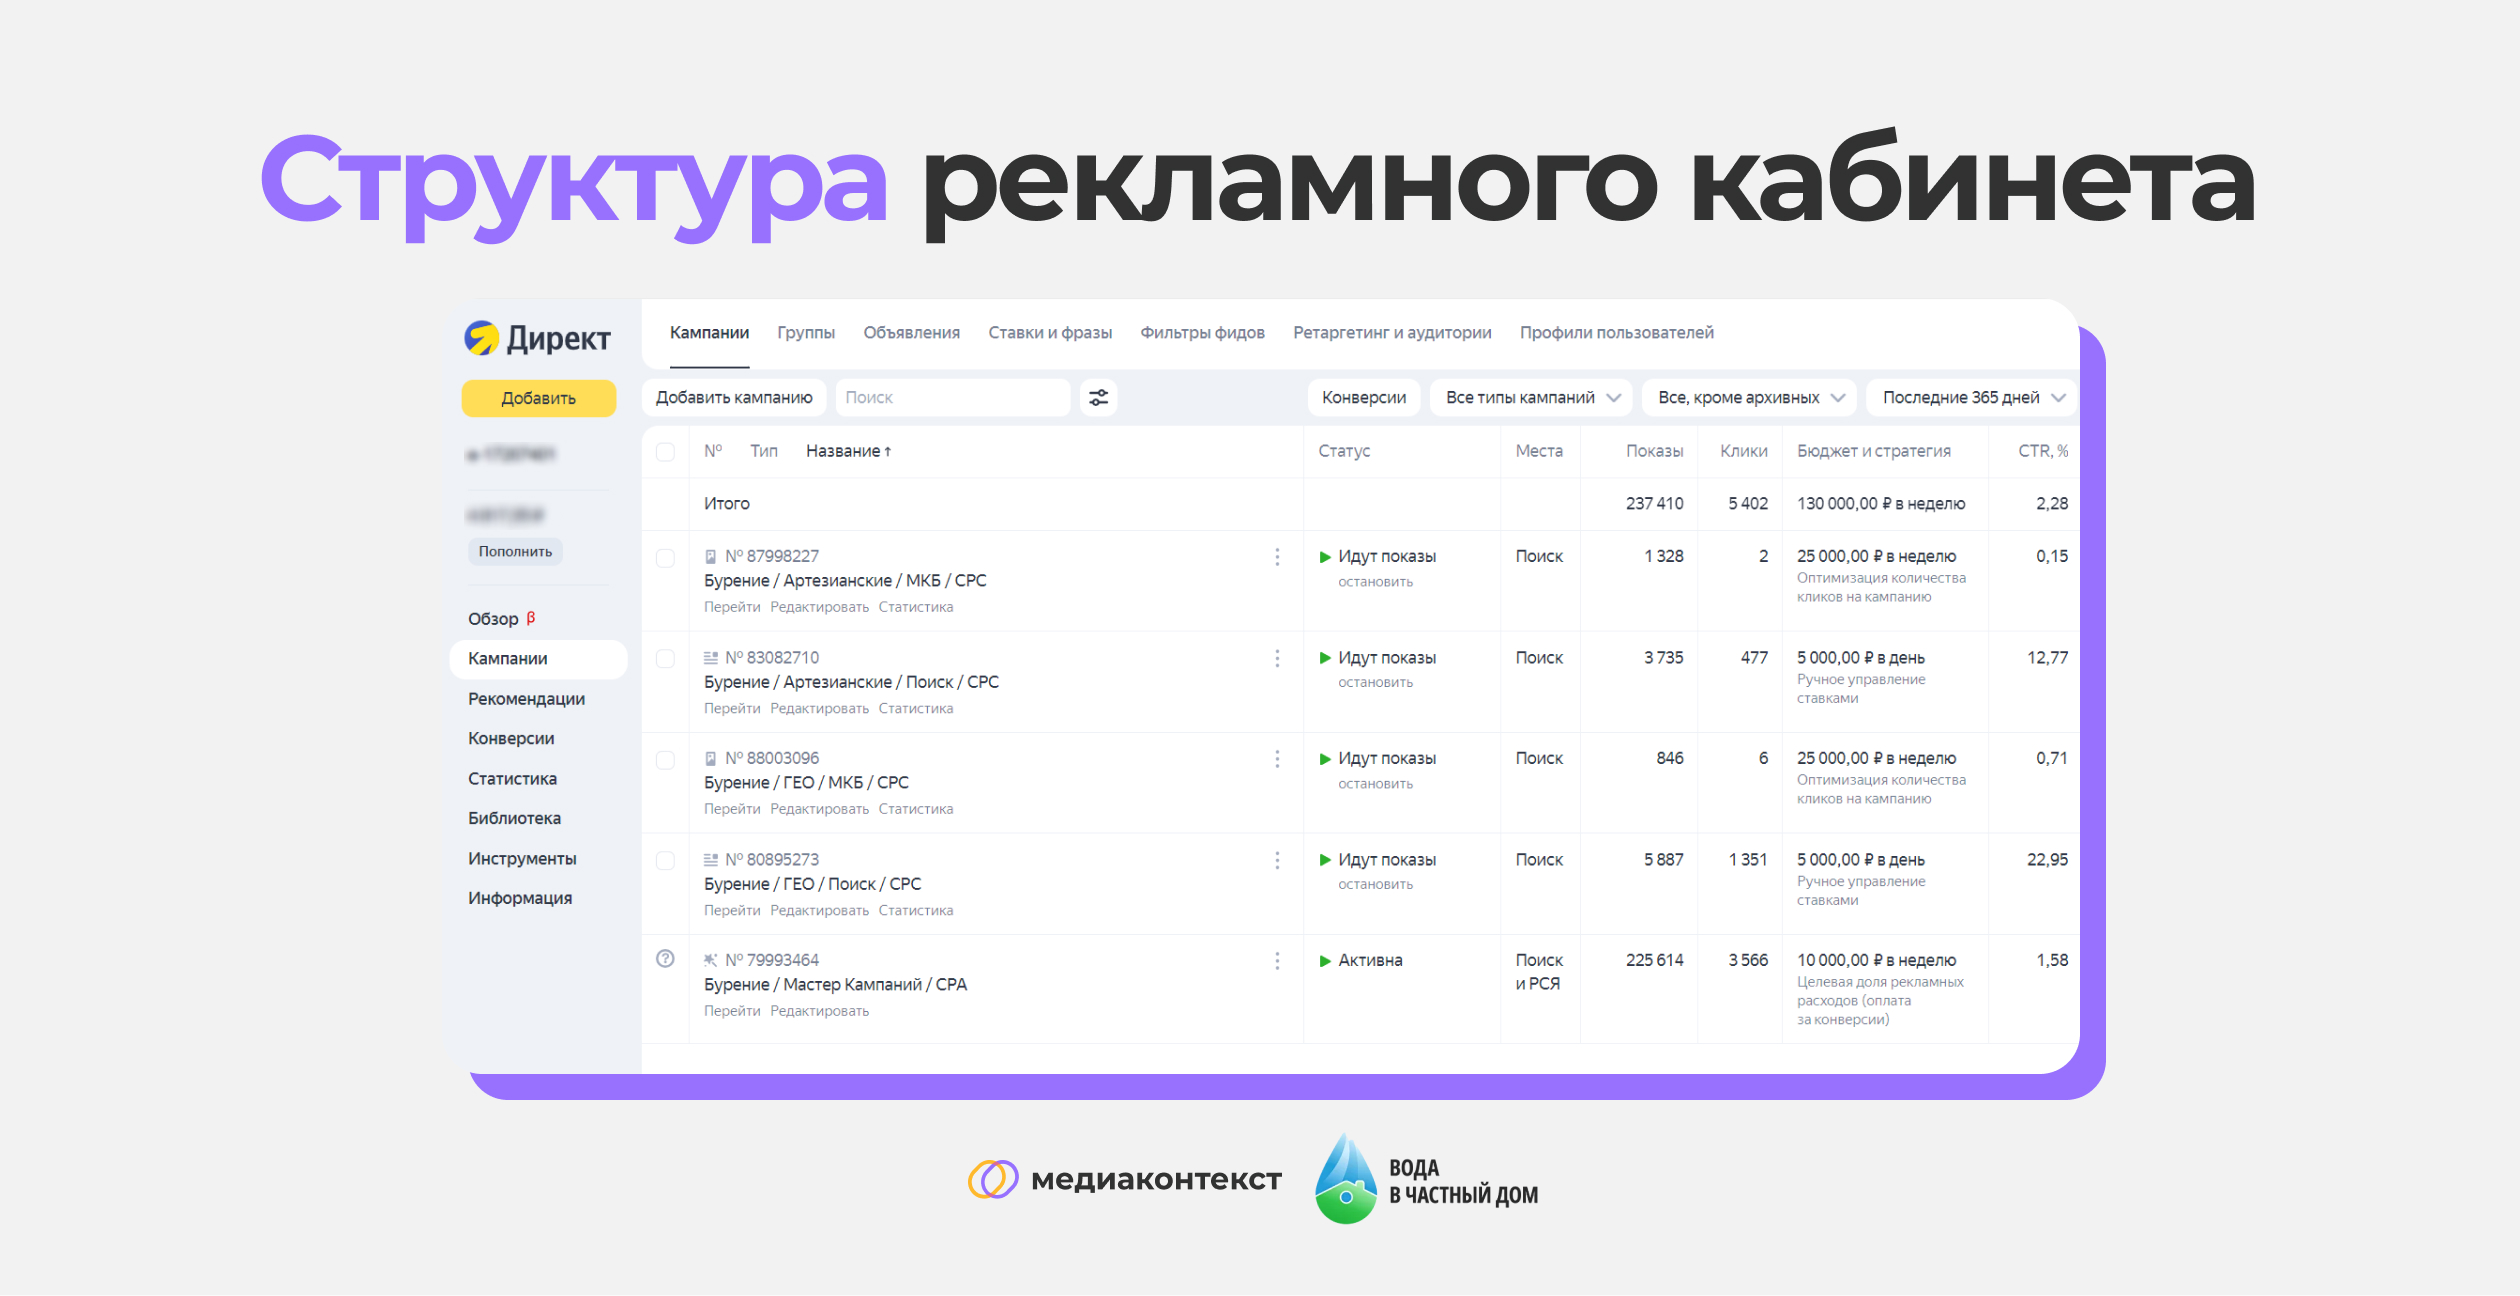 Структура рекламного кабинета
Директ
Добавить
Пополнить
Обзор β
Кампании
Рекомендации
Конверсии
Статистика
Библиотека
Инструменты
Информация
Кампании Группы Объявления Ставки и фразы Фильтры фидов Ретаргетинг и аудитории Профили пользователей
Добавить кампанию Поиск Конверсии Все типы кампаний Все, кроме архивных Последние 365 дней
№ Тип Название ↑ Статус Места Показы Клики Бюджет и стратегия CTR, %
Итого 237 410 5 402 130 000,00 ₽ в неделю 2,28
№ 87998227 Идут показы Поиск 1 328 2 25 000,00 ₽ в неделю 0,15
Бурение / Артезианские / МКБ / CPC остановить Оптимизация количества
Перейти Редактировать Статистика кликов на кампанию
№ 83082710 Идут показы Поиск 3 735 477 5 000,00 ₽ в день 12,77
Бурение / Артезианские / Поиск / CPC остановить Ручное управление
Перейти Редактировать Статистика ставками
№ 88003096 Идут показы Поиск 846 6 25 000,00 ₽ в неделю 0,71
Бурение / ГЕО / МКБ / CPC остановить Оптимизация количества
Перейти Редактировать Статистика кликов на кампанию
№ 80895273 Идут показы Поиск 5 887 1 351 5 000,00 ₽ в день 22,95
Бурение / ГЕО / Поиск / CPC остановить Ручное управление
Перейти Редактировать Статистика ставками
? № 79993464 Активна Поиск 225 614 3 566 10 000,00 ₽ в неделю 1,58
Бурение / Мастер Кампаний / CPA и РСЯ Целевая доля рекламных
Перейти Редактировать расходов (оплата
за конверсии)
медиаконтекст
ВОДА
В ЧАСТНЫЙ ДОМ